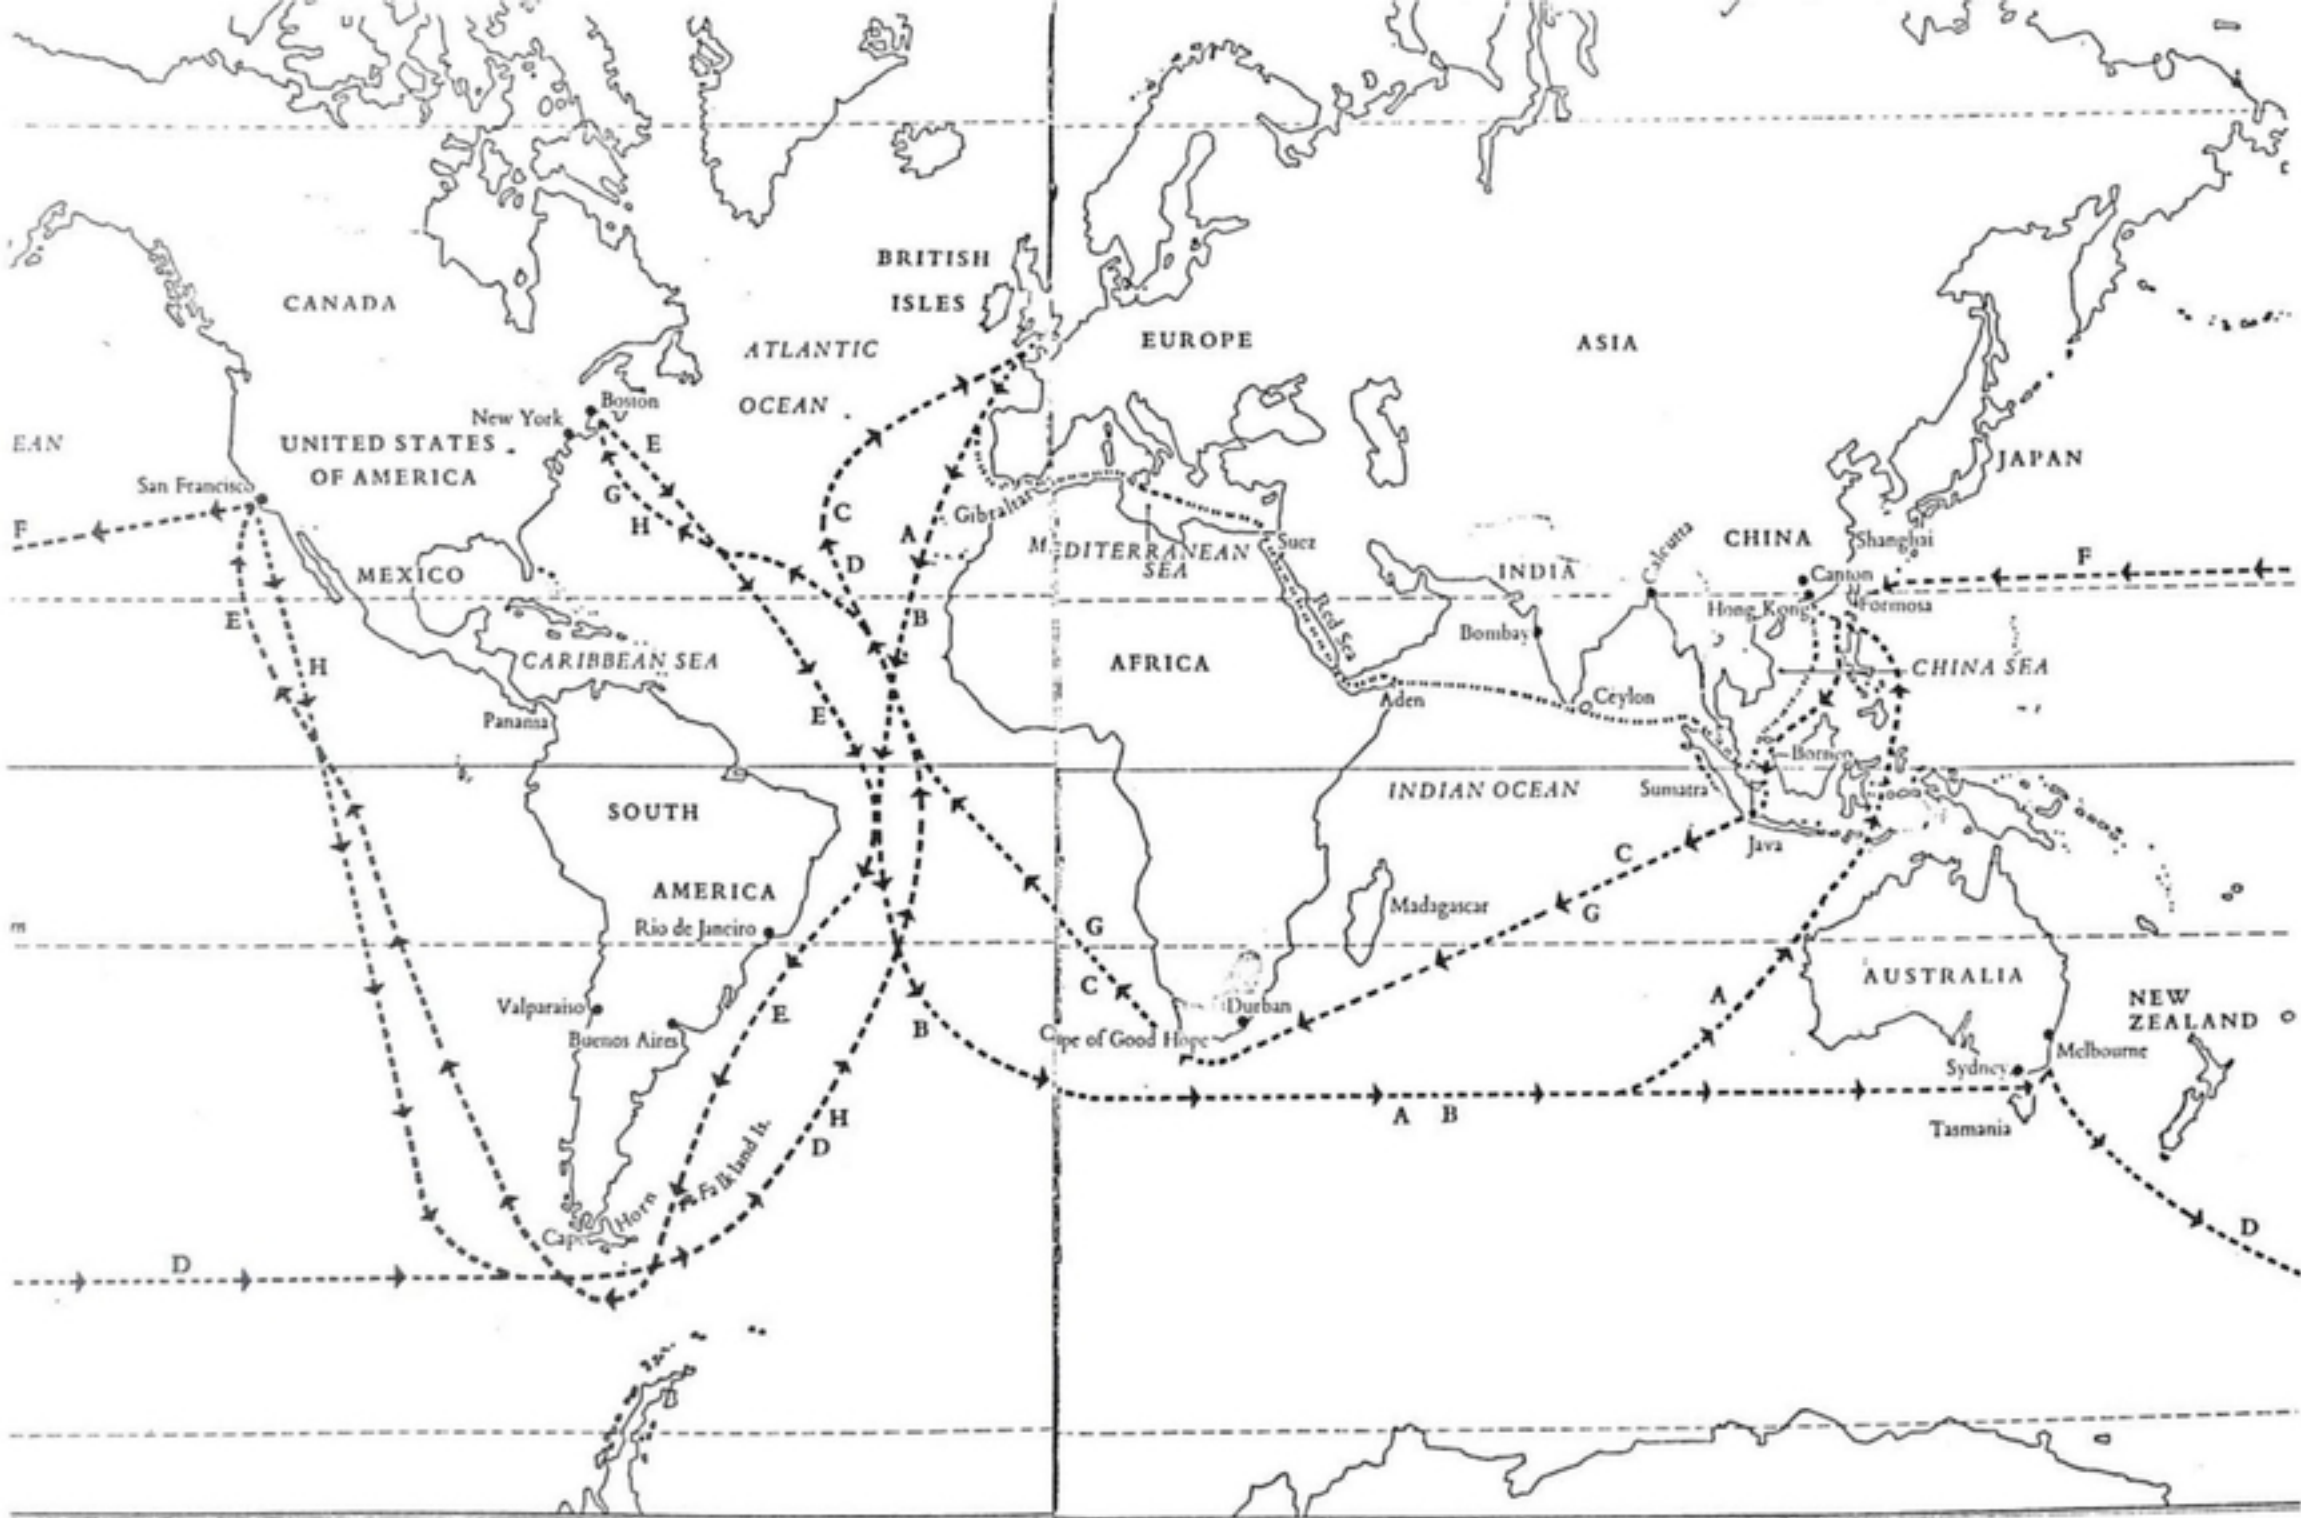 BRITISH
ISLES
CANADA
ATLANTIC
OCEAN
EUROPE
ASIA
Boston
New York
E
EAN
UNITED STATES
OF AMERICA
JAPAN
San Francisco
G
Gibraltar
C
H
F
A
Suez
Calcutta
CHINA
Shanghai
MEDITERRANEAN
SEA
D
F
MEXICO
INDIA
Canton
Hong Kong
Formosa
E
B
Red Sea
Bombay
H
CARIBBEAN SEA
AFRICA
CHINA SEA
Panama
E
Aden
Ceylon
Borneo
SOUTH
AMERICA
INDIAN OCEAN
Sumatra
Java
C
Rio de Janeiro
G
Madagascar
G
m
C
A
AUSTRALIA
Valparaiso
Buenos Aires
E
B
Durban
Cape of Good Hope
NEW
ZEALAND
Melbourne
Sydney
H
D
A B
Tasmania
Falkland Is.
Cape Horn
D
D